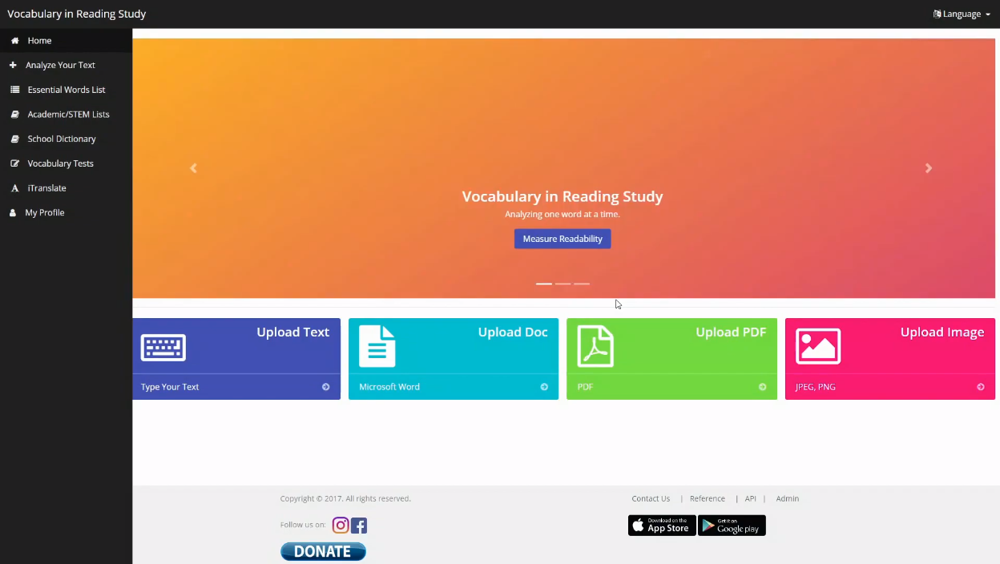 Vocabulary in Reading Study
Language
Home
Analyze Your Text
Essential Words List
Academic/STEM Lists
School Dictionary
Vocabulary Tests
iTranslate
My Profile
Vocabulary in Reading Study
Analyzing one word at a time.
Measure Readability
Upload Text
Type Your Text
Upload Doc
Microsoft Word
Upload PDF
PDF
Upload Image
JPEG, PNG
Copyright © 2017. All rights reserved.
Follow us on:
DONATE
Contact Us | Reference | API | Admin
Download on the
App Store
Get it on
Google play